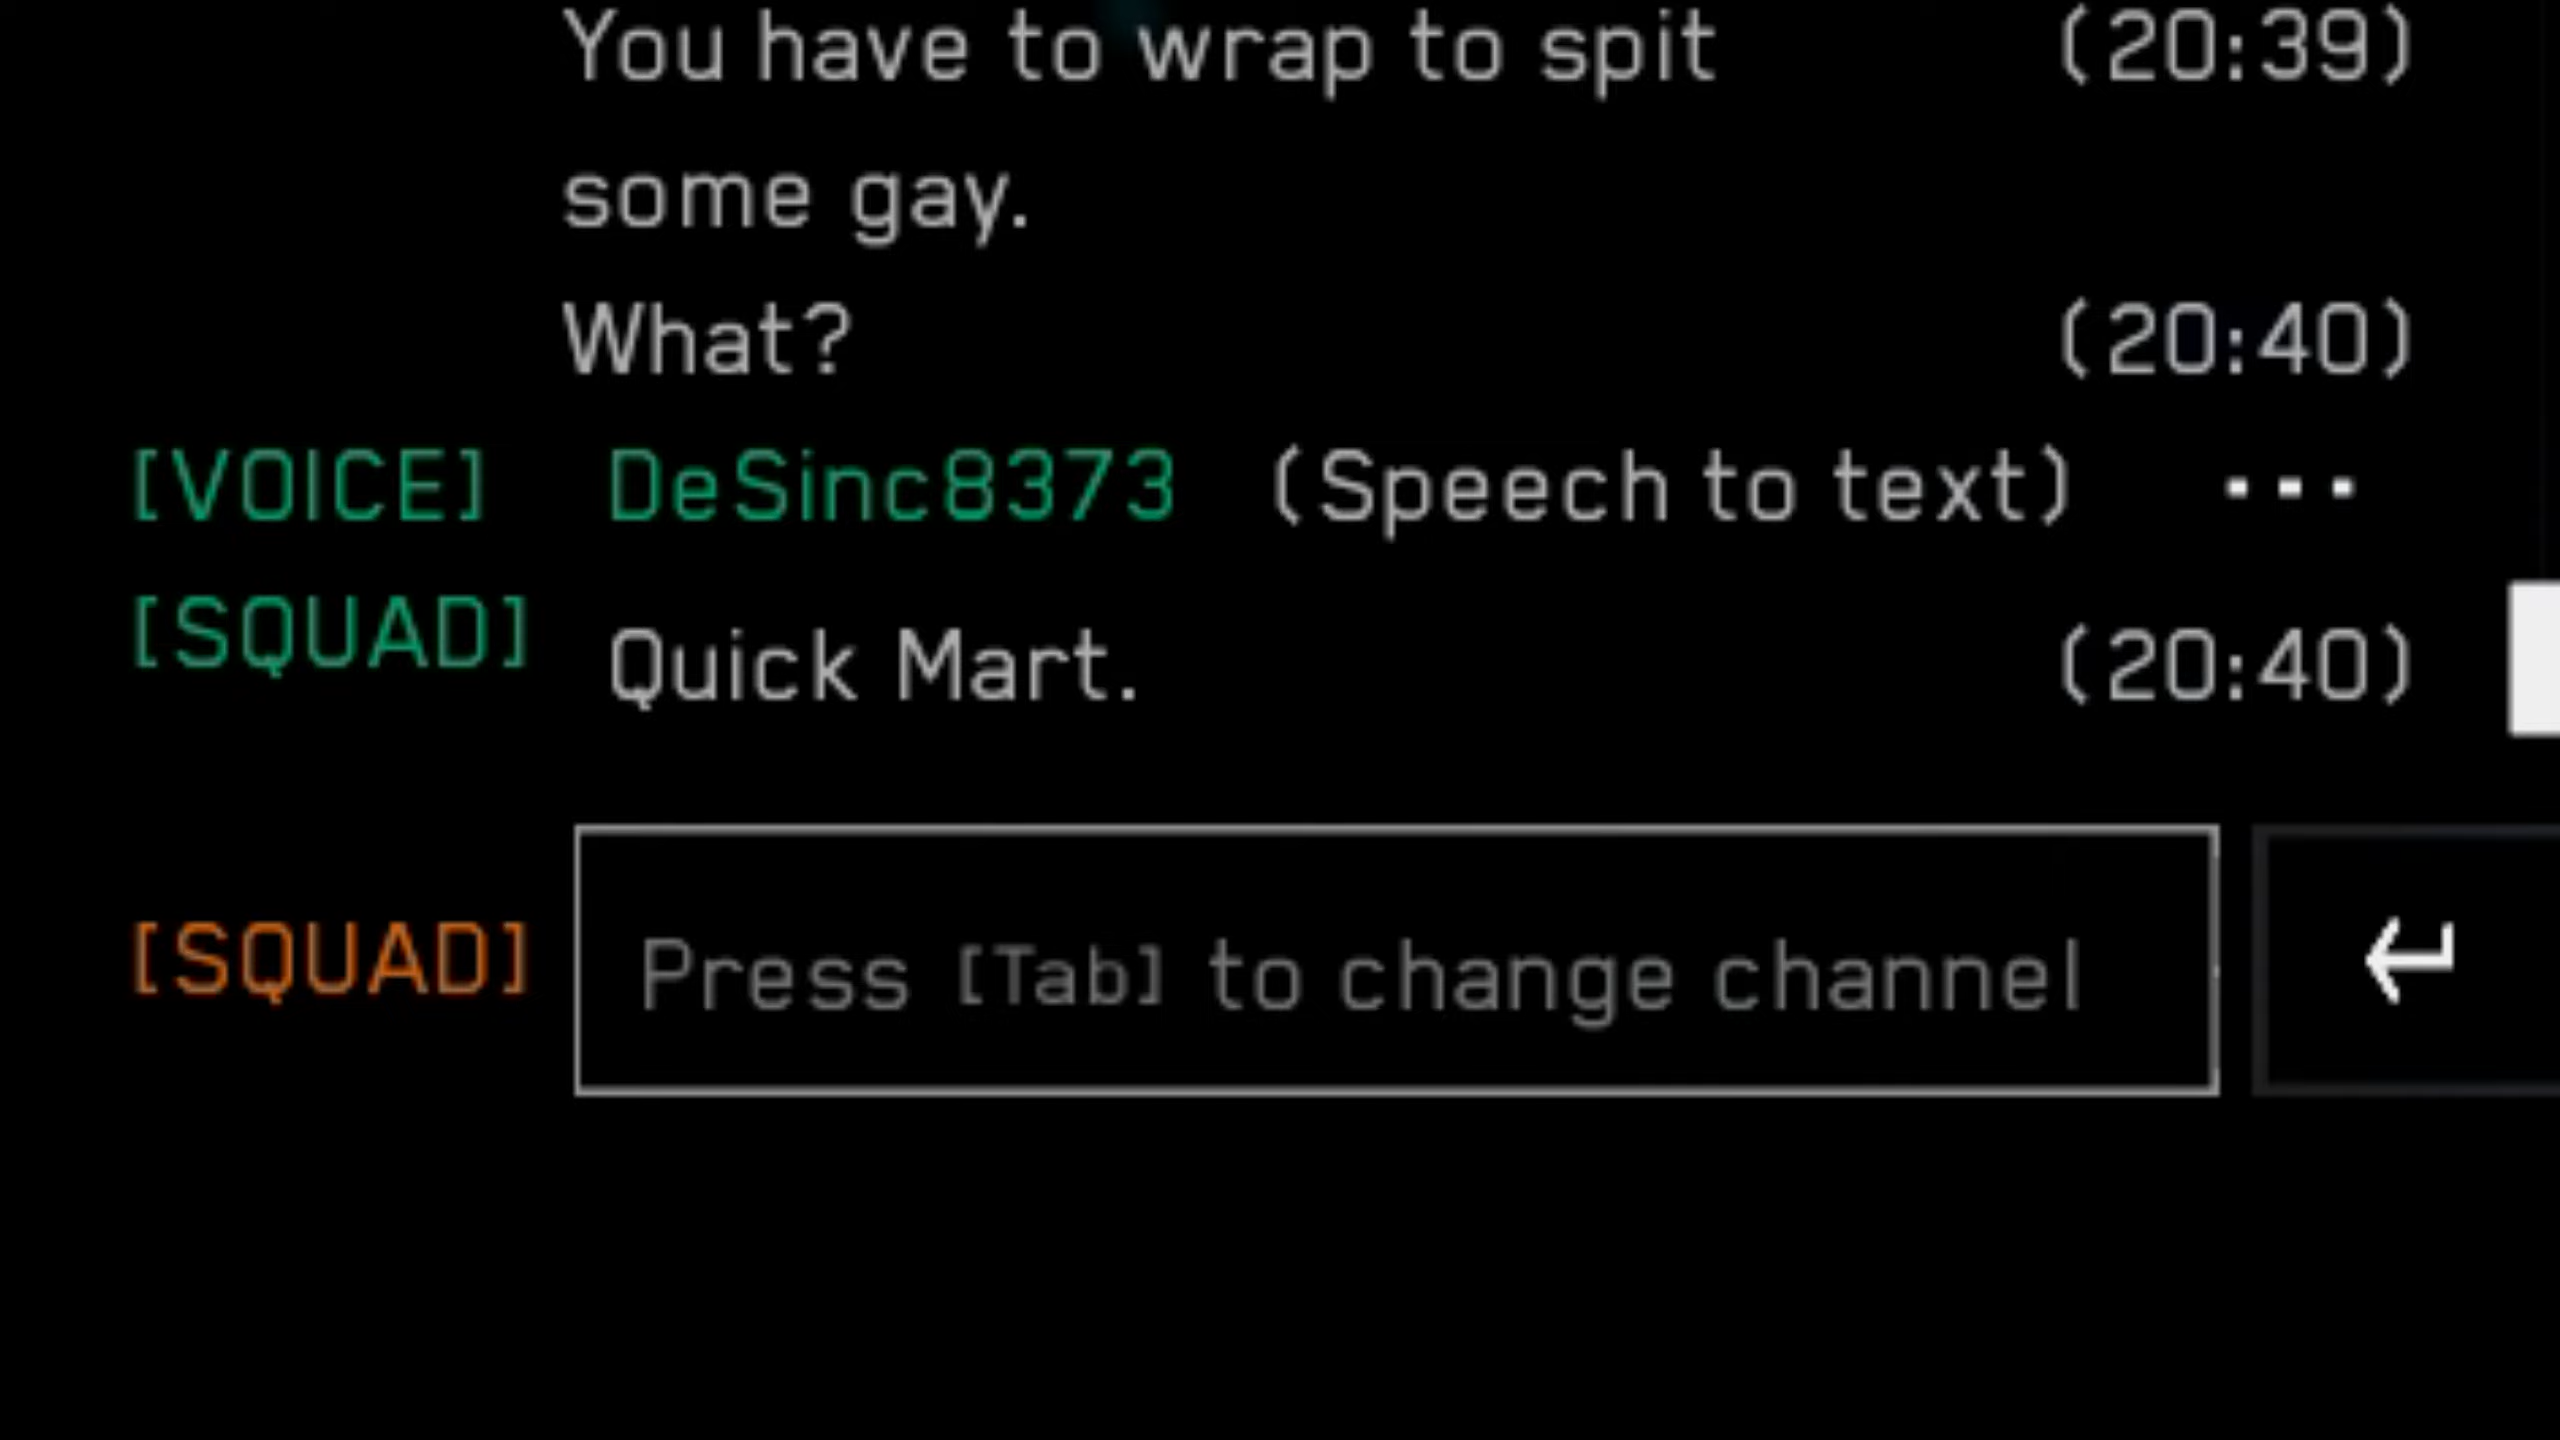 You have to wrap to spit (20:39)
some gay.
What? (20:40)
[VOICE] DeSinc8373 (Speech to text) ...
[SQUAD] Quick Mart. (20:40)
[SQUAD] Press [Tab] to change channel